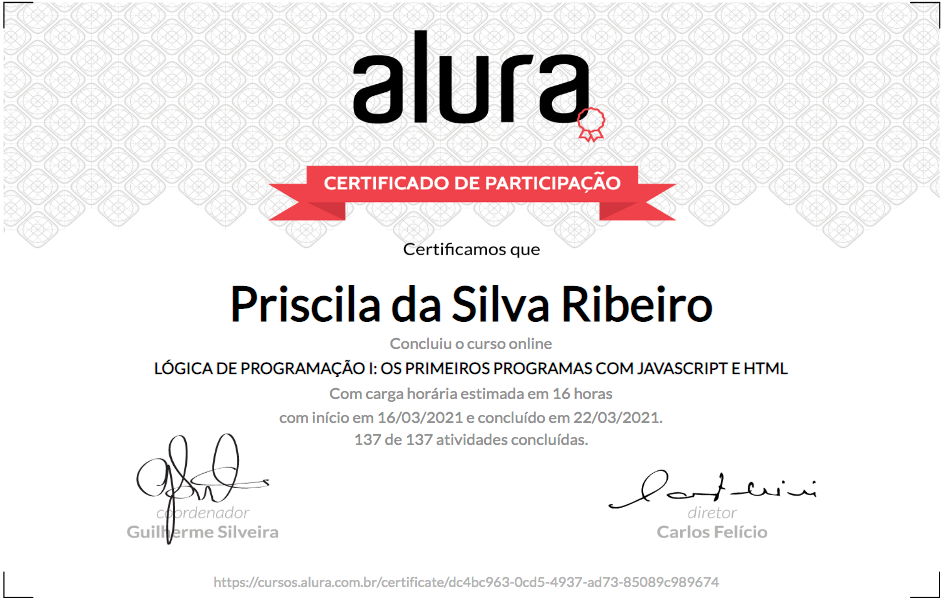 alura
CERTIFICADO DE PARTICIPAÇÃO
Certificamos que
Priscila da Silva Ribeiro
Concluiu o curso online
LÓGICA DE PROGRAMAÇÃO I: OS PRIMEIROS PROGRAMAS COM JAVASCRIPT E HTML
Com carga horária estimada em 16 horas
com início em 16/03/2021 e concluído em 22/03/2021.
137 de 137 atividades concluídas.
coordenador
Guilherme Silveira
diretor
Carlos Felício
https://cursos.alura.com.br/certificate/dc4bc963-0cd5-4937-ad73-85089c989674